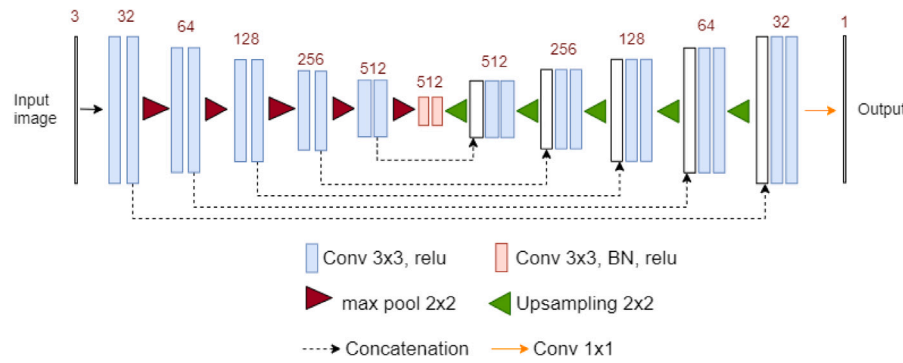 3
32
64
128
256
512
512
512
256
128
64
32
1
Input
image
Output
Conv 3x3, relu
Conv 3x3, BN, relu
max pool 2x2
Upsampling 2x2
Concatenation
Conv 1x1